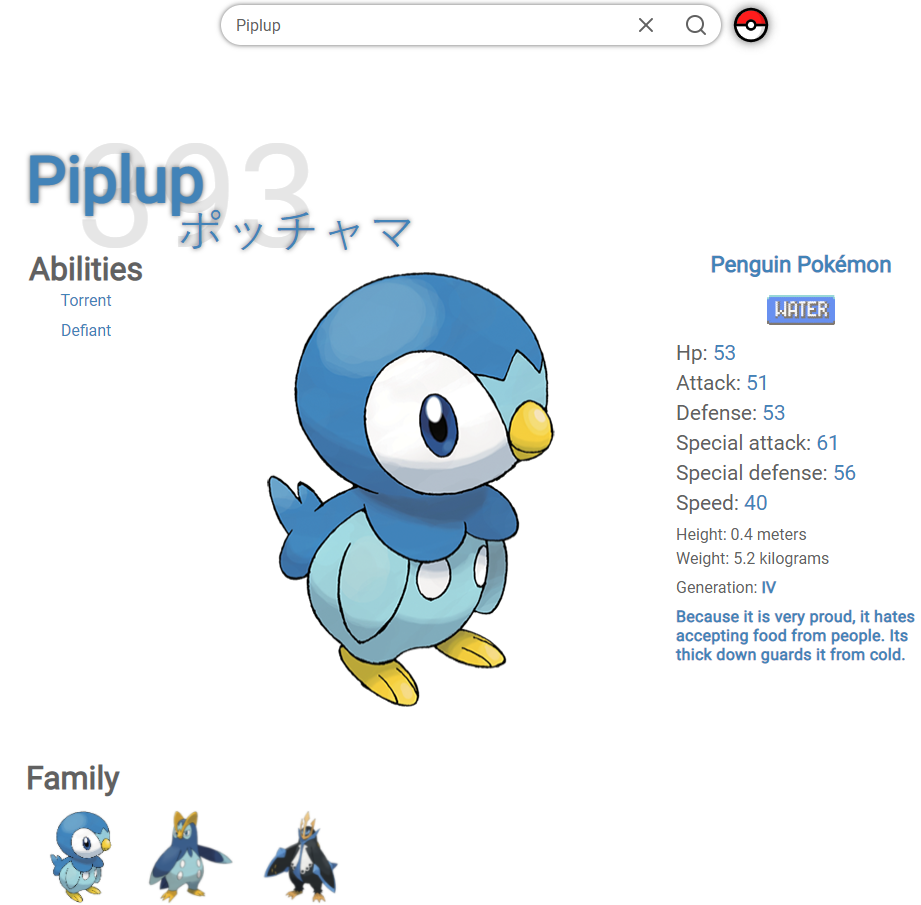 Piplup
393
Piplup
ポッチャマ
Abilities
Torrent
Defiant
Penguin Pokémon
WATER
Hp: 53
Attack: 51
Defense: 53
Special attack: 61
Special defense: 56
Speed: 40
Height: 0.4 meters
Weight: 5.2 kilograms
Generation: IV
Because it is very proud, it hates
accepting food from people. Its
thick down guards it from cold.
Family